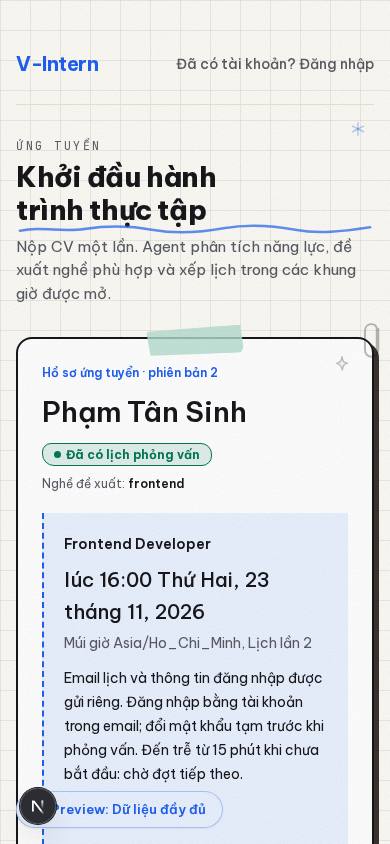 V-Intern
Đã có tài khoản? Đăng nhập
ỨNG TUYỂN
Khởi đầu hành
trình thực tập
Nộp CV một lần. Agent phân tích năng lực, đề
xuất nghề phù hợp và xếp lịch trong các khung
giờ được mở.
Hồ sơ ứng tuyển · phiên bản 2
Phạm Tân Sinh
Đã có lịch phỏng vấn
Nghề đề xuất: frontend
Frontend Developer
lúc 16:00 Thứ Hai, 23
tháng 11, 2026
Múi giờ Asia/Ho_Chi_Minh, Lịch lần 2
Email lịch và thông tin đăng nhập được
gửi riêng. Đăng nhập bằng tài khoản
trong email; đổi mật khẩu tạm trước khi
phỏng vấn. Đến trễ từ 15 phút khi chưa
bắt đầu: chờ đợt tiếp theo.
N
Preview: Dữ liệu đầy đủ